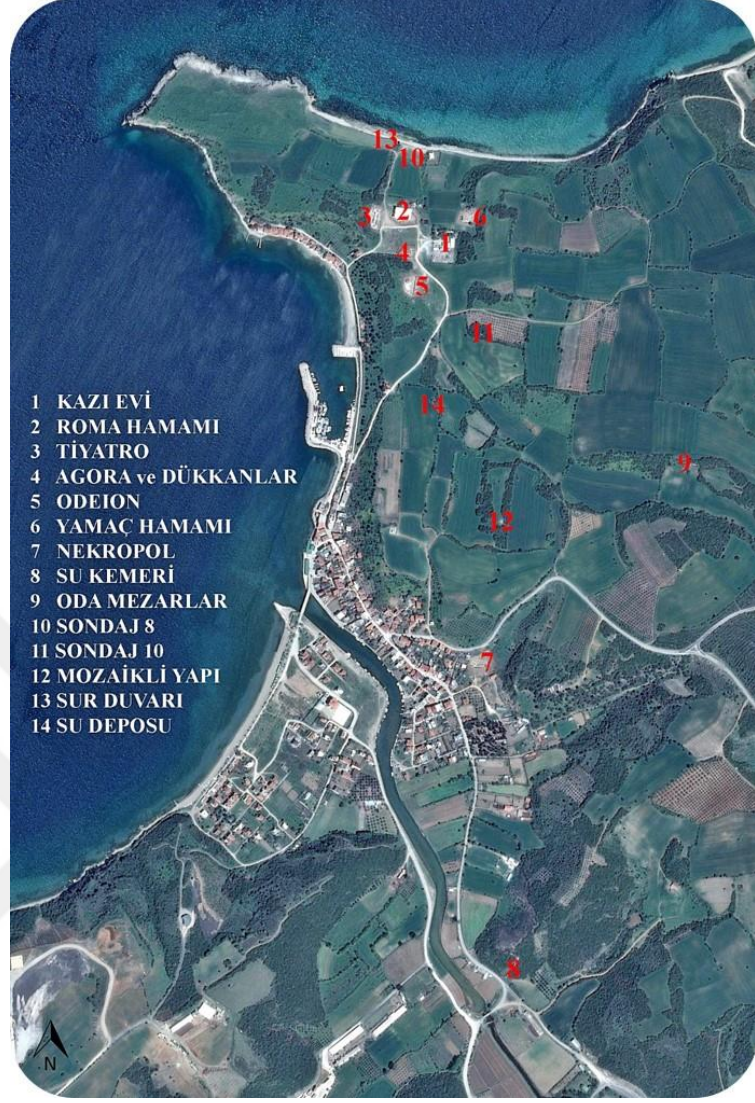 13
10
3
2
6
4
1
5
11
14
9
12
7
8
1 KAZI EVİ
2 ROMA HAMAMI
3 TİYATRO
4 AGORA ve DÜKKANLAR
5 ODEION
6 YAMAÇ HAMAMI
7 NEKROPOL
8 SU KEMERİ
9 ODA MEZARLAR
10 SONDAJ 8
11 SONDAJ 10
12 MOZAİKLİ YAPI
13 SUR DUVARI
14 SU DEPOSU
N